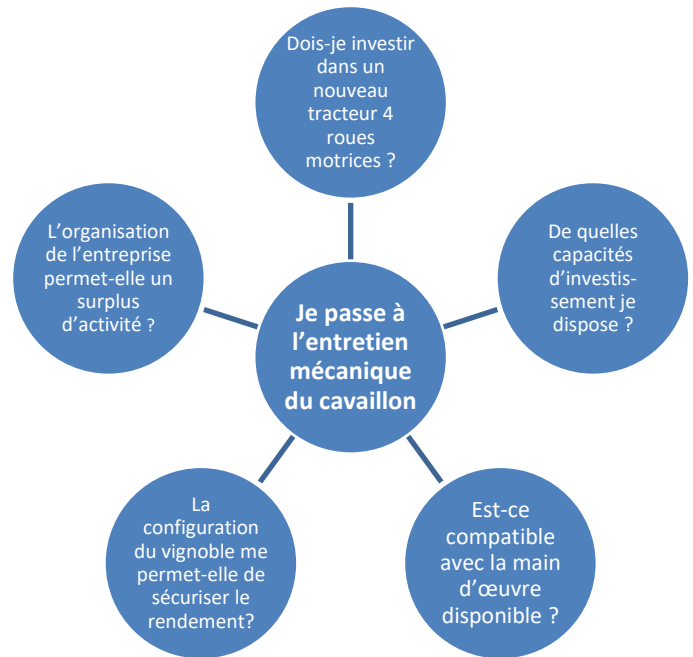 Dois-je investir
dans un
nouveau
tracteur 4
roues
motrices ?
L'organisation
de l'entreprise
permet-elle un
surplus
d'activité ?
De quelles
capacités
d'investis-
sement je
dispose ?
Je passe à
l'entretien
mécanique
du cavaillon
La
configuration
du vignoble me
permet-elle de
sécuriser le
rendement?
Est-ce
compatible
avec la main
d'œuvre
disponible ?